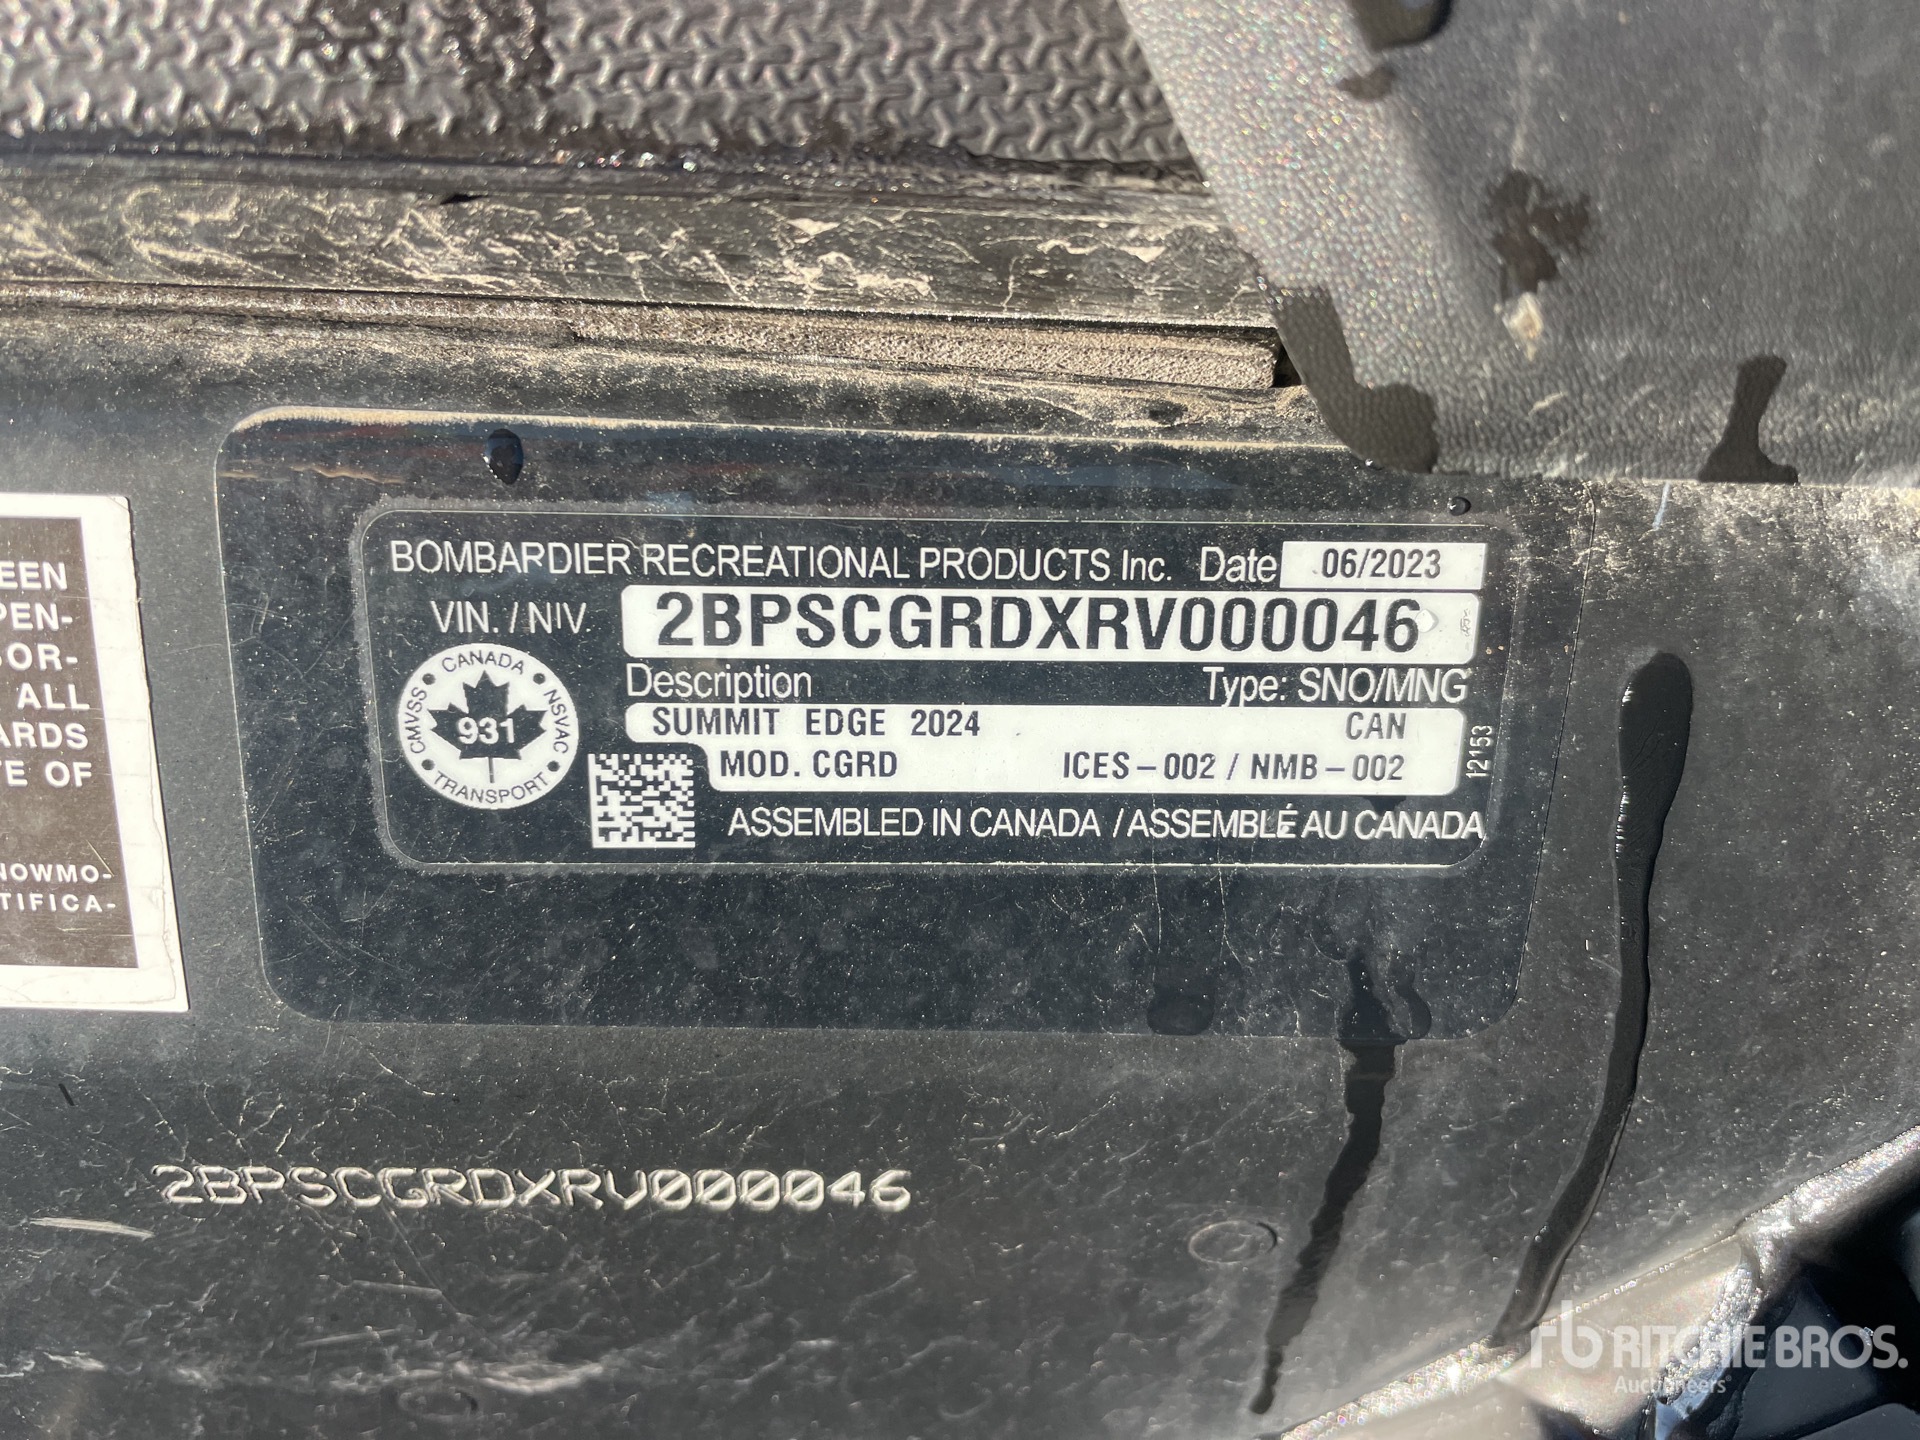 EEN
PEN-
SOR-
ALL
ARDS
TE OF
NOWMO-
TIFICA-
BOMBARDIER RECREATIONAL PRODUCTS Inc. Date 06/2023
VIN. / NIV. 2BPSCGRDXRV000046
CANADA
NSVAC
TRANSPORT
CMVSS
931
Description Type: SNO/MNG
SUMMIT EDGE 2024 CAN
MOD. CGRD ICES-002 / NMB-002
12153
ASSEMBLED IN CANADA / ASSEMBLÉ AU CANADA
2BPSCGRDXRV000046
rb RITCHIE BROS.
Auctioneers